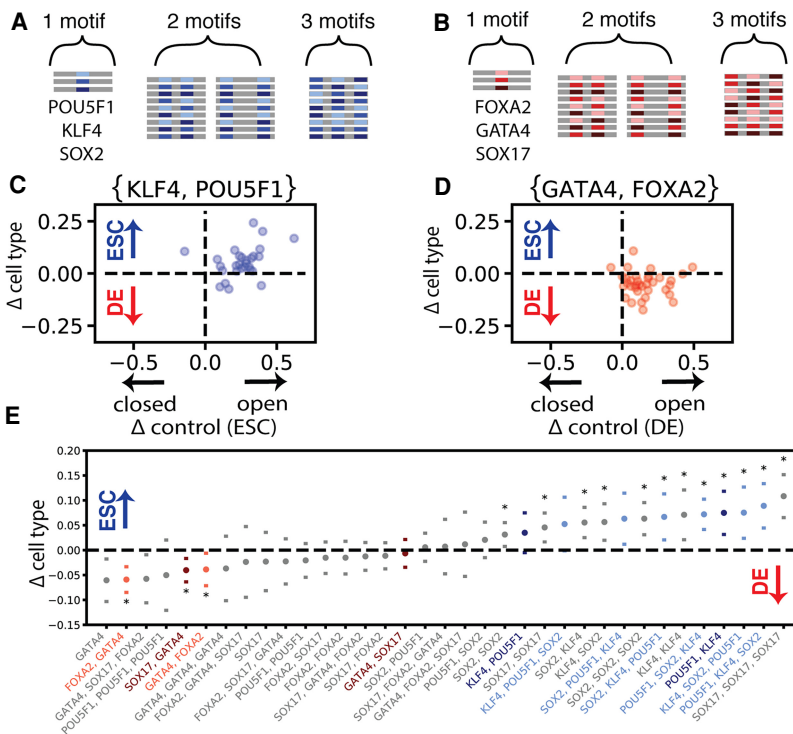 A
1 motif
2 motifs
3 motifs
POU5F1
KLF4
SOX2
B
1 motif
2 motifs
3 motifs
FOXA2
GATA4
SOX17
C
{KLF4, POU5F1}
Δ cell type
0.25
0.00
−0.25
ESC
DE
−0.5
0.0
0.5
closed
open
Δ control (ESC)
D
{GATA4, FOXA2}
Δ cell type
0.25
0.00
−0.25
ESC
DE
−0.5
0.0
0.5
closed
open
Δ control (DE)
E
Δ cell type
0.20
0.15
0.10
0.05
0.00
−0.05
−0.10
−0.15
ESC
DE
GATA4
FOXA2, GATA4
GATA4, SOX17, FOXA2
POU5F1, POU5F1, POU5F1
SOX17, GATA4
GATA4, FOXA2
GATA4, GATA4, GATA4
FOXA2, GATA4, SOX17
FOXA2, SOX17, GATA4
POU5F1, POU5F1
FOXA2, SOX17
FOXA2, FOXA2
SOX17, GATA4, FOXA2
SOX17, FOXA2
GATA4, SOX17
SOX2, POU5F1
SOX17, FOXA2, GATA4
GATA4, FOXA2, SOX17
POU5F1, SOX2
SOX2, SOX2
KLF4, POU5F1
SOX17, SOX17
KLF4, POU5F1, SOX2
SOX2, KLF4
KLF4, SOX2
SOX2, POU5F1, KLF4
SOX2, SOX2, SOX2
SOX2, KLF4, POU5F1
KLF4, KLF4
POU5F1, SOX2, KLF4
POU5F1, KLF4
KLF4, SOX2, POU5F1
POU5F1, KLF4, SOX2
SOX17, SOX17, SOX17